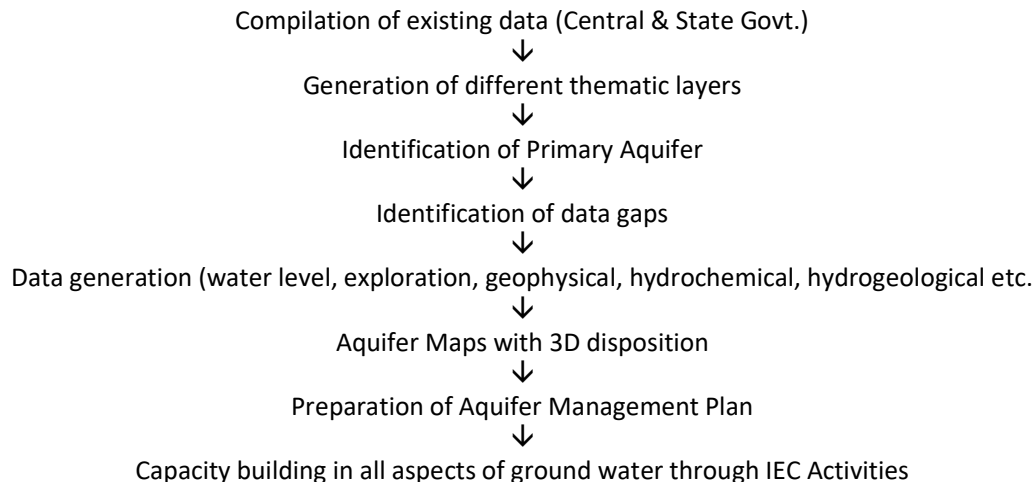 Compilation of existing data (Central & State Govt.)
↓
Generation of different thematic layers
↓
Identification of Primary Aquifer
↓
Identification of data gaps
↓
Data generation (water level, exploration, geophysical, hydrochemical, hydrogeological etc.
↓
Aquifer Maps with 3D disposition
↓
Preparation of Aquifer Management Plan
↓
Capacity building in all aspects of ground water through IEC Activities